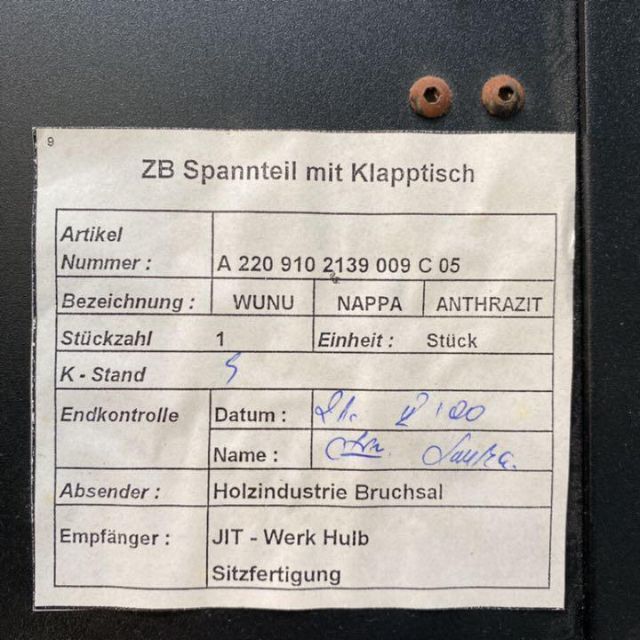 9
ZB Spannteil mit Klapptisch
Artikel
Nummer : A 220 910 2139 009 C 05
Bezeichnung : WUNU NAPPA ANTHRAZIT
Stückzahl 1 Einheit : Stück
K - Stand
Endkontrolle Datum :
Name :
Absender : Holzindustrie Bruchsal
Empfänger : JIT - Werk Hulb
Sitzfertigung